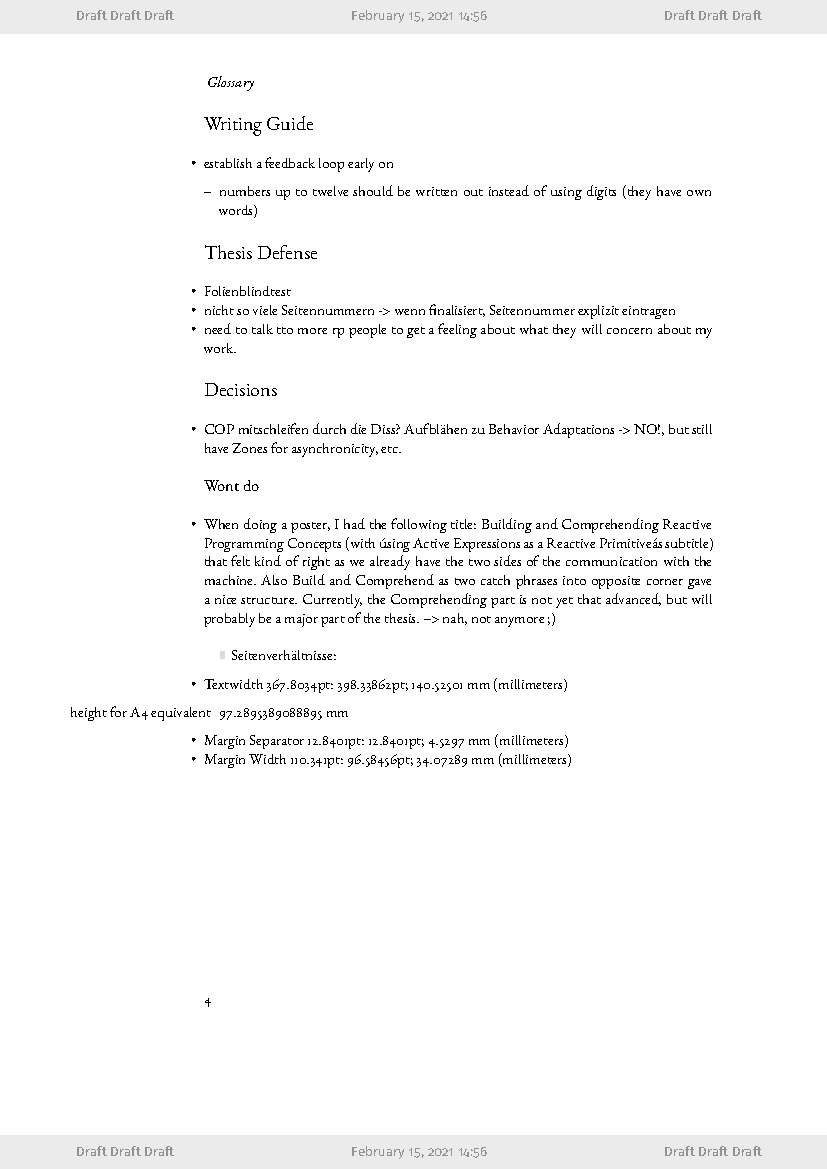 Draft Draft Draft February 15, 2021 14:56 Draft Draft Draft
Glossary
Writing Guide
• establish a feedback loop early on
– numbers up to twelve should be written out instead of using digits (they have own
words)
Thesis Defense
• Folienblindtest
• nicht so viele Seitennummern -> wenn finalisiert, Seitennummer explizit eintragen
• need to talk tto more rp people to get a feeling about what they will concern about my
work.
Decisions
• COP mitschleifen durch die Diss? Aufblähen zu Behavior Adaptations -> NO!, but still
have Zones for asynchronicity, etc.
Wont do
• When doing a poster, I had the following title: Building and Comprehending Reactive
Programming Concepts (with úsing Active Expressions as a Reactive Primitiveás subtitle)
that felt kind of right as we already have the two sides of the communication with the
machine. Also Build and Comprehend as two catch phrases into opposite corner gave
a nice structure. Currently, the Comprehending part is not yet that advanced, but will
probably be a major part of the thesis. –> nah, not anymore ;)
Seitenverhältnisse:
• Textwidth 367.8034pt: 398.33862pt; 140.52501 mm (millimeters)
height for A4 equivalent 97.2895389088895 mm
• Margin Separator 12.8401pt: 12.8401pt; 4.5297 mm (millimeters)
• Margin Width 110.341pt: 96.58456pt; 34.07289 mm (millimeters)
4
Draft Draft Draft February 15, 2021 14:56 Draft Draft Draft